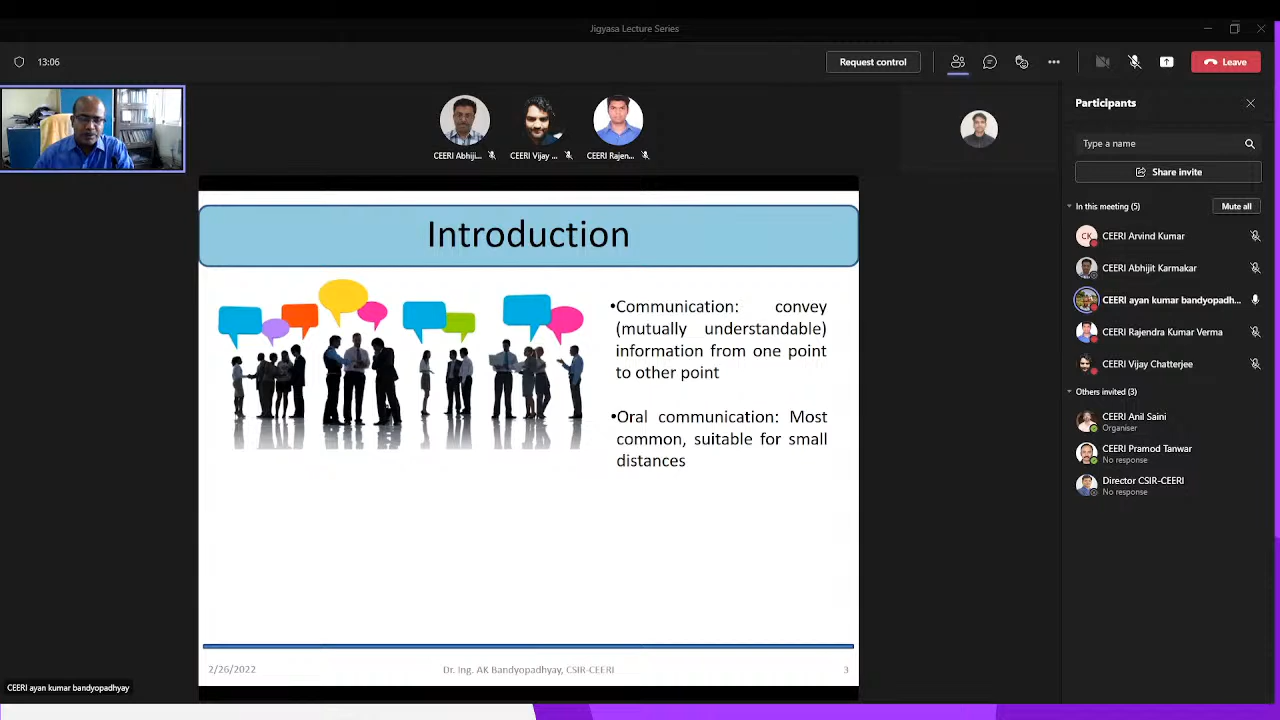 Jigyasa Lecture Series
13:06
Request control
Leave
CEERI Abhiji...
CEERI Vijay ...
CEERI Rajen...
Introduction
•Communication: convey
(mutually understandable)
information from one point
to other point
•Oral communication: Most
common, suitable for small
distances
2/26/2022
Dr. Ing. AK Bandyopadhyay, CSIR-CEERI
3
CEERI ayan kumar bandyopadhyay
Participants
Type a name
Share invite
In this meeting (5)
Mute all
CK
CEERI Arvind Kumar
CEERI Abhijit Karmakar
CEERI ayan kumar bandyopadh...
CEERI Rajendra Kumar Verma
CEERI Vijay Chatterjee
Others invited (3)
CEERI Anil Saini
Organiser
CEERI Pramod Tanwar
No response
Director CSIR-CEERI
No response